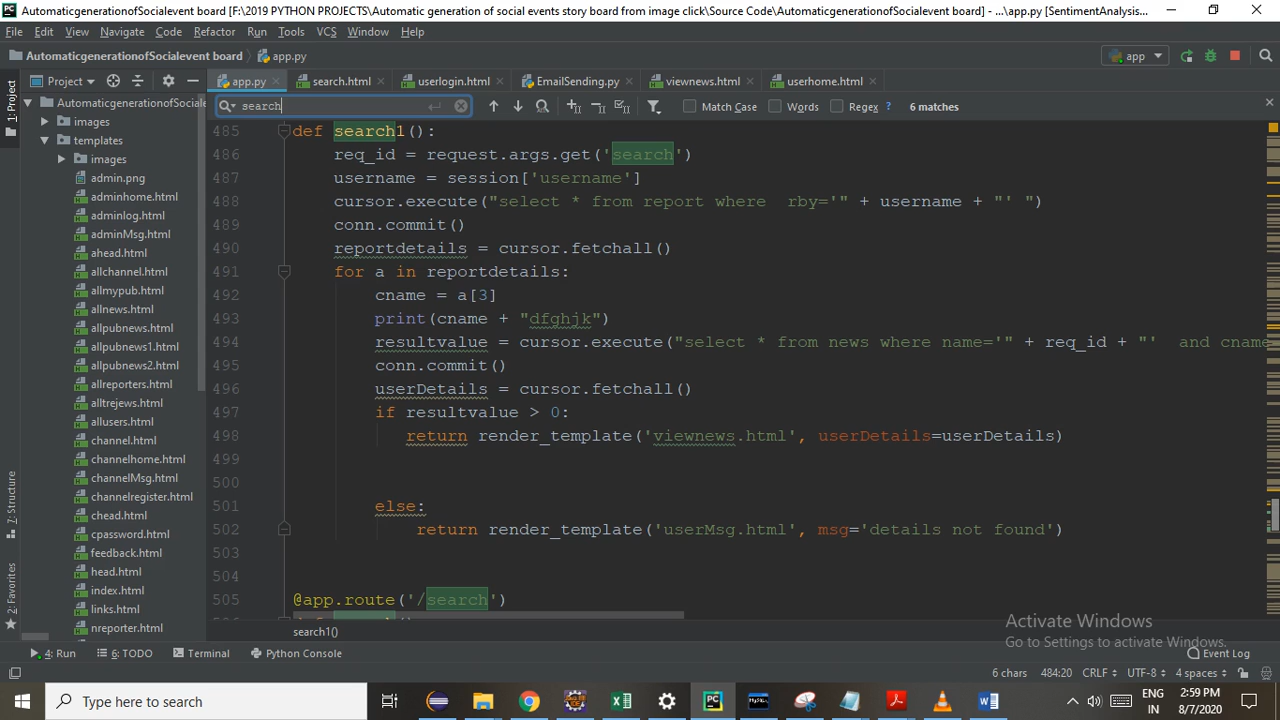 AutomaticgenerationofSocialevent board [F:\2019 PYTHON PROJECTS\Automatic generation of social events story board from image click\Source Code\AutomaticgenerationofSocialevent board] - ...\app.py [SentimentAnalysis...
File Edit View Navigate Code Refactor Run Tools VCS Window Help
AutomaticgenerationofSocialevent board app.py app
Project app.py search.html userlogin.html EmailSending.py viewnews.html userhome.html
search Match Case Words Regex ? 6 matches
1: Project
7: Structure
2: Favorites
AutomaticgenerationofSociale
images
templates
images
admin.png
adminhome.html
adminlog.html
adminMsg.html
ahead.html
allchannel.html
allmypub.html
allnews.html
allpubnews.html
allpubnews1.html
allpubnews2.html
allreporters.html
alltrejews.html
allusers.html
channel.html
channelhome.html
channelMsg.html
channelregister.html
chead.html
cpassword.html
feedback.html
head.html
index.html
links.html
nreporter.html
485 def search1():
486 req_id = request.args.get('search')
487 username = session['username']
488 cursor.execute("select * from report where  rby='" + username + "' ")
489 conn.commit()
490 reportdetails = cursor.fetchall()
491 for a in reportdetails:
492 cname = a[3]
493 print(cname + "dfghjk")
494 resultvalue = cursor.execute("select * from news where name='" + req_id + "'  and cname
495 conn.commit()
496 userDetails = cursor.fetchall()
497 if resultvalue > 0:
498 return render_template('viewnews.html', userDetails=userDetails)
499
500
501 else:
502 return render_template('userMsg.html', msg='details not found')
503
504
505 @app.route('/search')
search1()
Activate Windows
Go to Settings to activate Windows.
4: Run 6: TODO Terminal Python Console Event Log
6 chars 484:20 CRLF UTF-8 4 spaces
Type here to search
ENG
IN
2:59 PM
8/7/2020